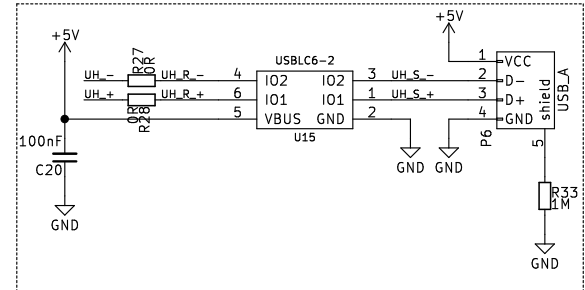 +5V
R27
0R
USBLC6-2
+5V
UH_-
UH_R_-
4
IO2
IO2
3
UH_S_-
1
VCC
2
D-
UH_+
UH_R_+
6
IO1
IO1
1
UH_S_+
3
D+
0R
R28
5
VBUS
GND
2
4
GND
shield
USB_A
U15
P6
5
100nF
C20
GND
GND
GND
R33
1M
GND